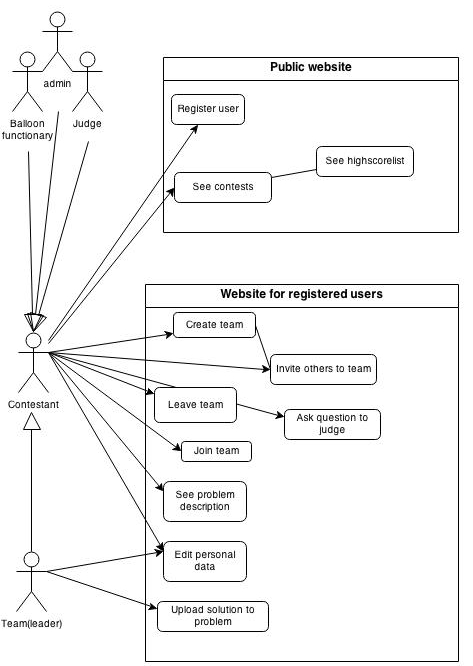 admin
Balloon
functionary
Judge
Public website
Register user
See highscorelist
See contests
Website for registered users
Create team
Invite others to team
Contestant
Leave team
Ask question to
judge
Join team
See problem
description
Edit personal
data
Upload solution to
problem
Team(leader)